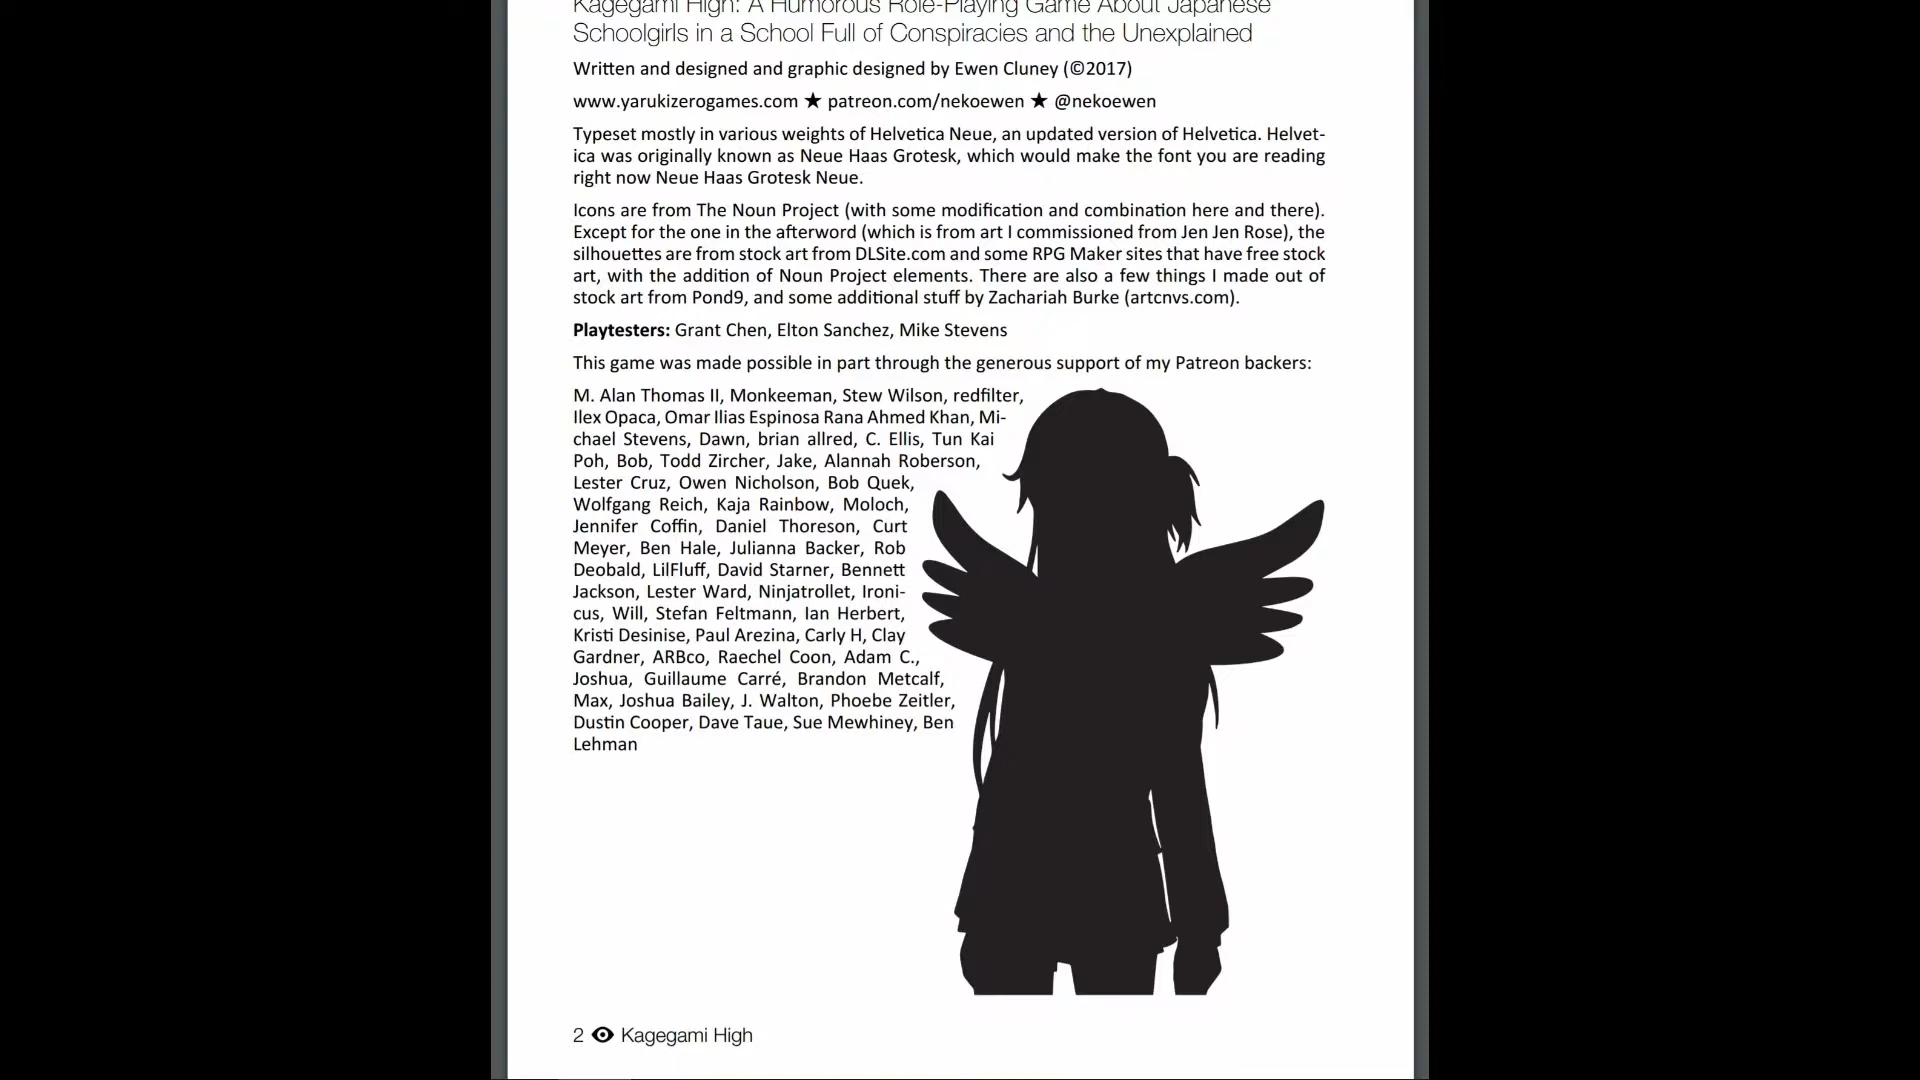 Kagegami High: A Humorous Role-Playing Game About Japanese
Schoolgirls in a School Full of Conspiracies and the Unexplained
Written and designed and graphic designed by Ewen Cluney (©2017)
www.yarukizerogames.com ★ patreon.com/nekoewen ★ @nekoewen
Typeset mostly in various weights of Helvetica Neue, an updated version of Helvetica. Helvet-
ica was originally known as Neue Haas Grotesk, which would make the font you are reading
right now Neue Haas Grotesk Neue.
Icons are from The Noun Project (with some modification and combination here and there).
Except for the one in the afterword (which is from art I commissioned from Jen Jen Rose), the
silhouettes are from stock art from DLSite.com and some RPG Maker sites that have free stock
art, with the addition of Noun Project elements. There are also a few things I made out of
stock art from Pond9, and some additional stuff by Zachariah Burke (artcnvs.com).
Playtesters: Grant Chen, Elton Sanchez, Mike Stevens
This game was made possible in part through the generous support of my Patreon backers:
M. Alan Thomas II, Monkeeman, Stew Wilson, redfilter,
Ilex Opaca, Omar Ilias Espinosa Rana Ahmed Khan, Mi-
chael Stevens, Dawn, brian allred, C. Ellis, Tun Kai
Poh, Bob, Todd Zircher, Jake, Alannah Roberson,
Lester Cruz, Owen Nicholson, Bob Quek,
Wolfgang Reich, Kaja Rainbow, Moloch,
Jennifer Coffin, Daniel Thoreson, Curt
Meyer, Ben Hale, Julianna Backer, Rob
Deobald, LilFluff, David Starner, Bennett
Jackson, Lester Ward, Ninjatrollet, Ironi-
cus, Will, Stefan Feltmann, Ian Herbert,
Kristi Desinise, Paul Arezina, Carly H, Clay
Gardner, ARBco, Raechel Coon, Adam C.,
Joshua, Guillaume Carré, Brandon Metcalf,
Max, Joshua Bailey, J. Walton, Phoebe Zeitler,
Dustin Cooper, Dave Taue, Sue Mewhiney, Ben
Lehman
2 Kagegami High